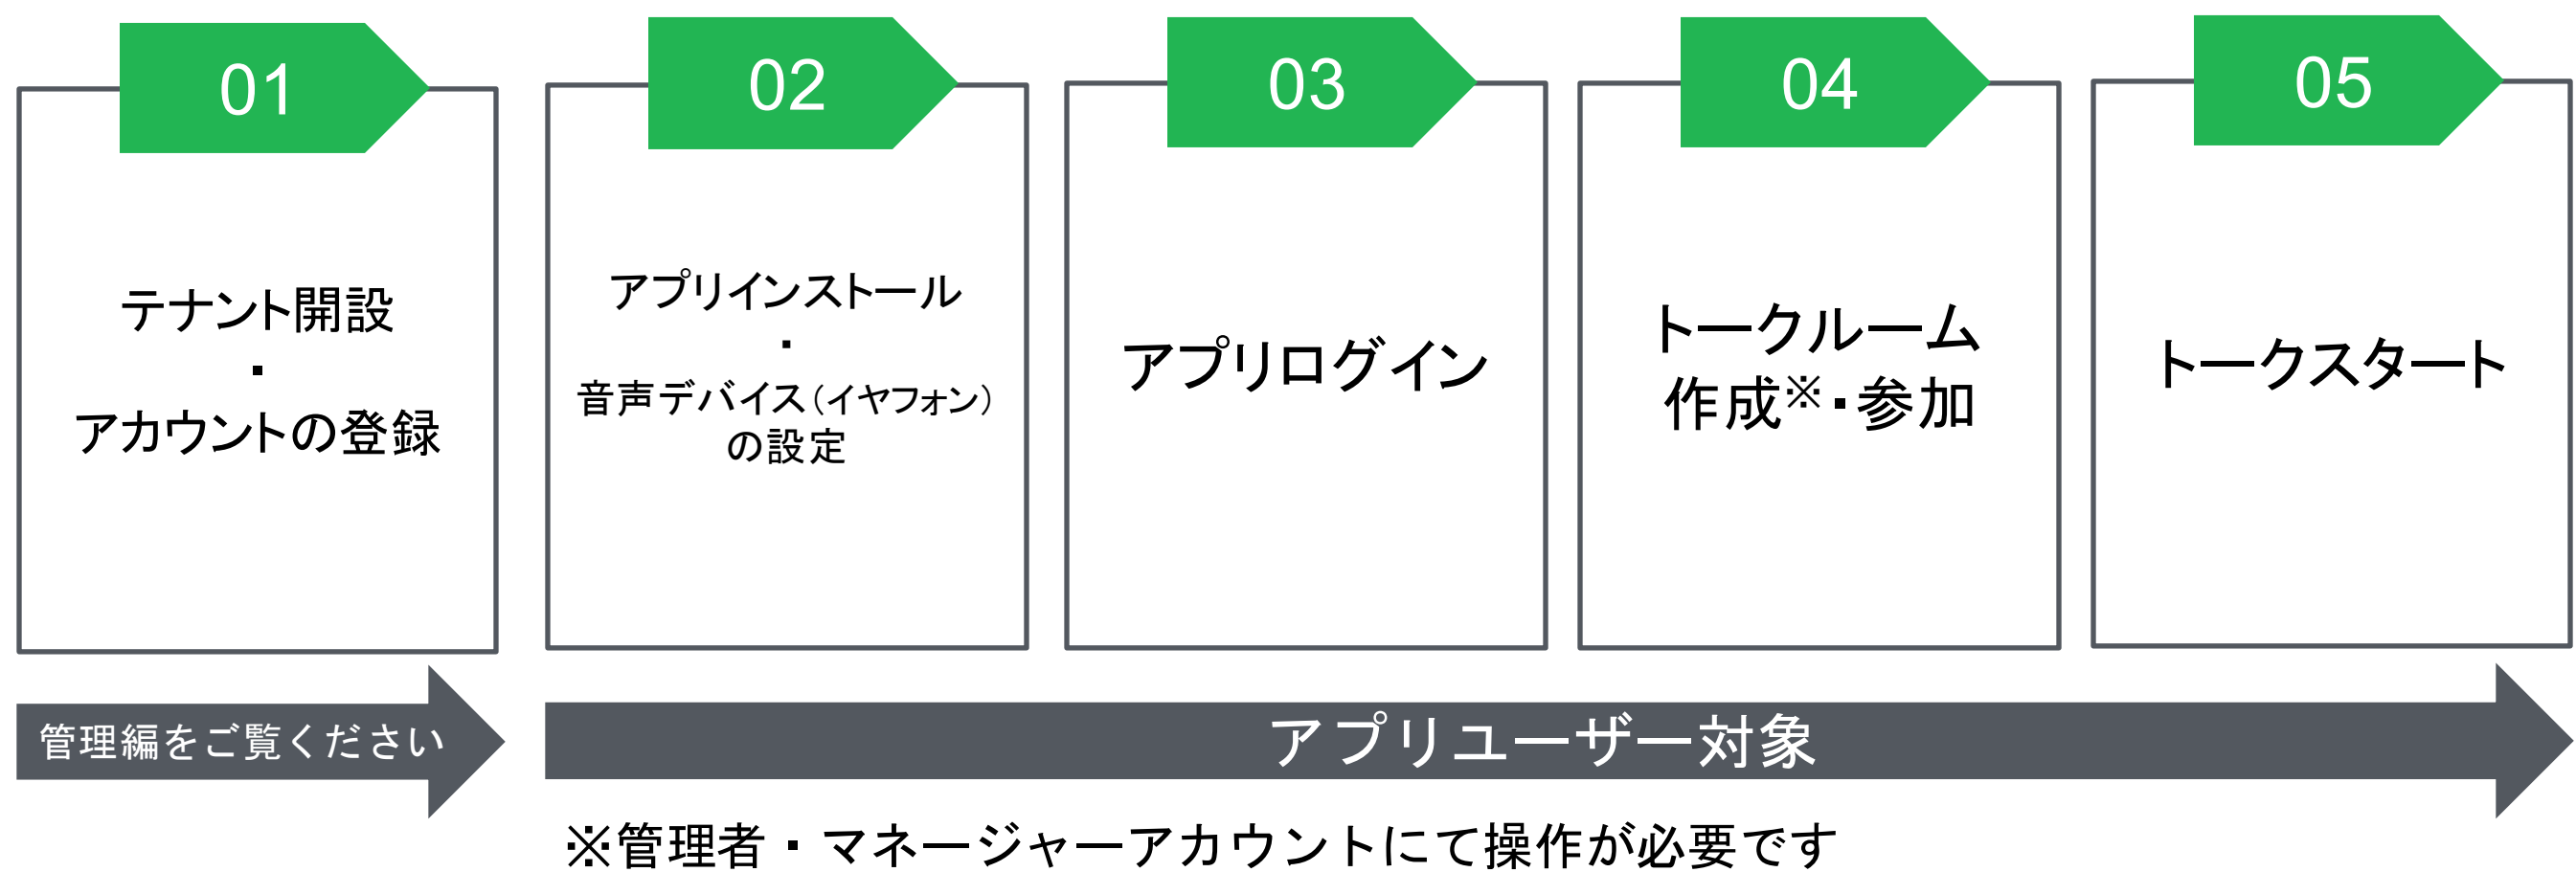 01
テナント開設
・
アカウントの登録
02
アプリインストール
・
音声デバイス（イヤフォン）
の設定
03
アプリログイン
04
トークルーム
作成※・参加
05
トークスタート
管理編をご覧ください
アプリユーザー対象
※管理者・マネージャーアカウントにて操作が必要です